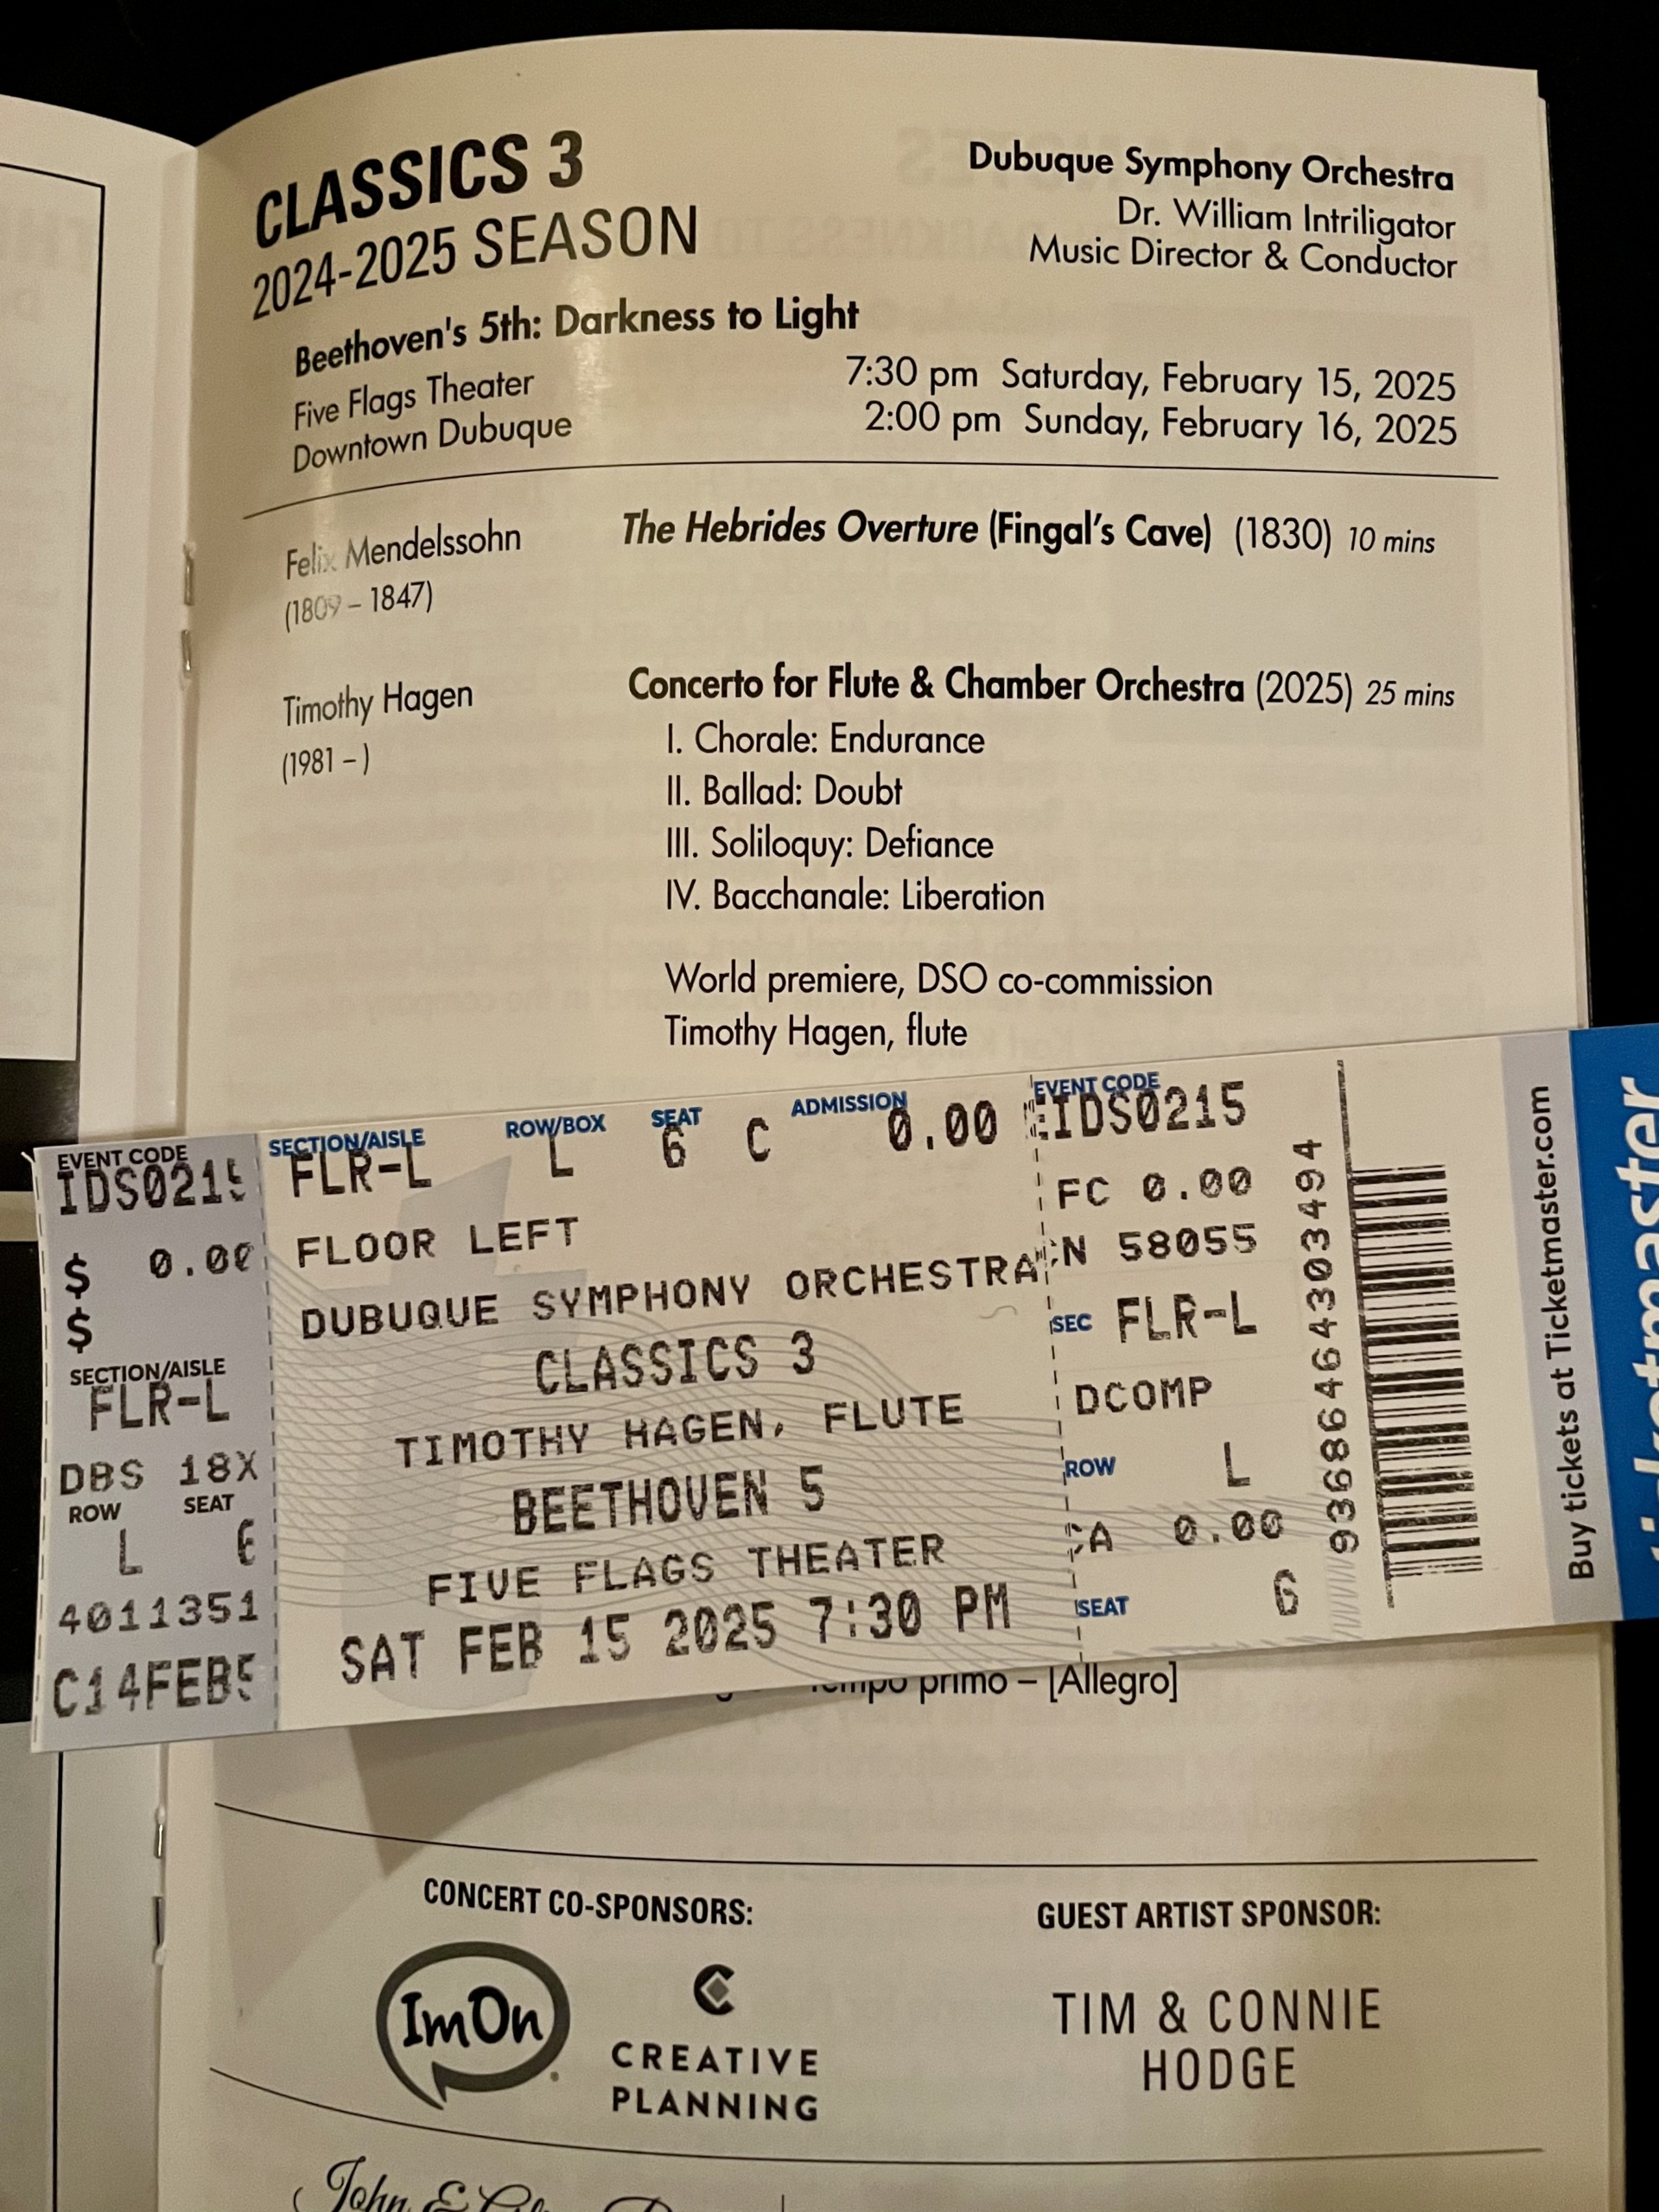 CLASSICS 3
2024-2025 SEASON
Dubuque Symphony Orchestra
Dr. William Intriligator
Music Director & Conductor
Beethoven's 5th: Darkness to Light
Five Flags Theater
Downtown Dubuque
7:30 pm Saturday, February 15, 2025
2:00 pm Sunday, February 16, 2025
Felix Mendelssohn
(1809 – 1847)
The Hebrides Overture (Fingal's Cave) (1830) 10 mins
Timothy Hagen
(1981 – )
Concerto for Flute & Chamber Orchestra (2025) 25 mins
I. Chorale: Endurance
II. Ballad: Doubt
III. Soliloquy: Defiance
IV. Bacchanale: Liberation
World premiere, DSO co-commission
Timothy Hagen, flute
EVENT CODE
IDS0215
$ 0.00
$
SECTION/AISLE
FLR-L
DBS 18X
ROW SEAT
L 6
4011351
C14FEB5
SECTION/AISLE ROW/BOX SEAT ADMISSION
FLR-L L 6 C 0.00
FLOOR LEFT
DUBUQUE SYMPHONY ORCHESTRA
CLASSICS 3
TIMOTHY HAGEN, FLUTE
BEETHOVEN 5
FIVE FLAGS THEATER
SAT FEB 15 2025 7:30 PM
EVENT CODE
EIDS0215
FC 0.00
CN 58055
SEC FLR-L
DCOMP
ROW L
CA 0.00
SEAT 6
93686464303494
Buy tickets at Ticketmaster.com
ticketmaster
Tempo primo – [Allegro]
CONCERT CO-SPONSORS:
ImOn
CREATIVE
PLANNING
GUEST ARTIST SPONSOR:
TIM & CONNIE
HODGE
John &